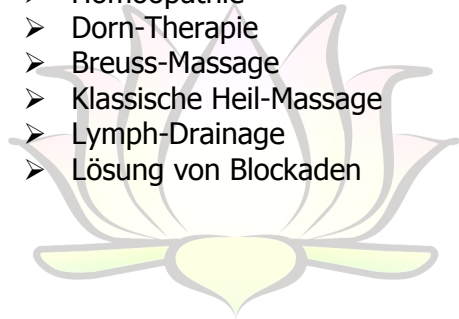 ➢ Dorn-Therapie
➢ Breuss-Massage
➢ Klassische Heil-Massage
➢ Lymph-Drainage
➢ Lösung von Blockaden